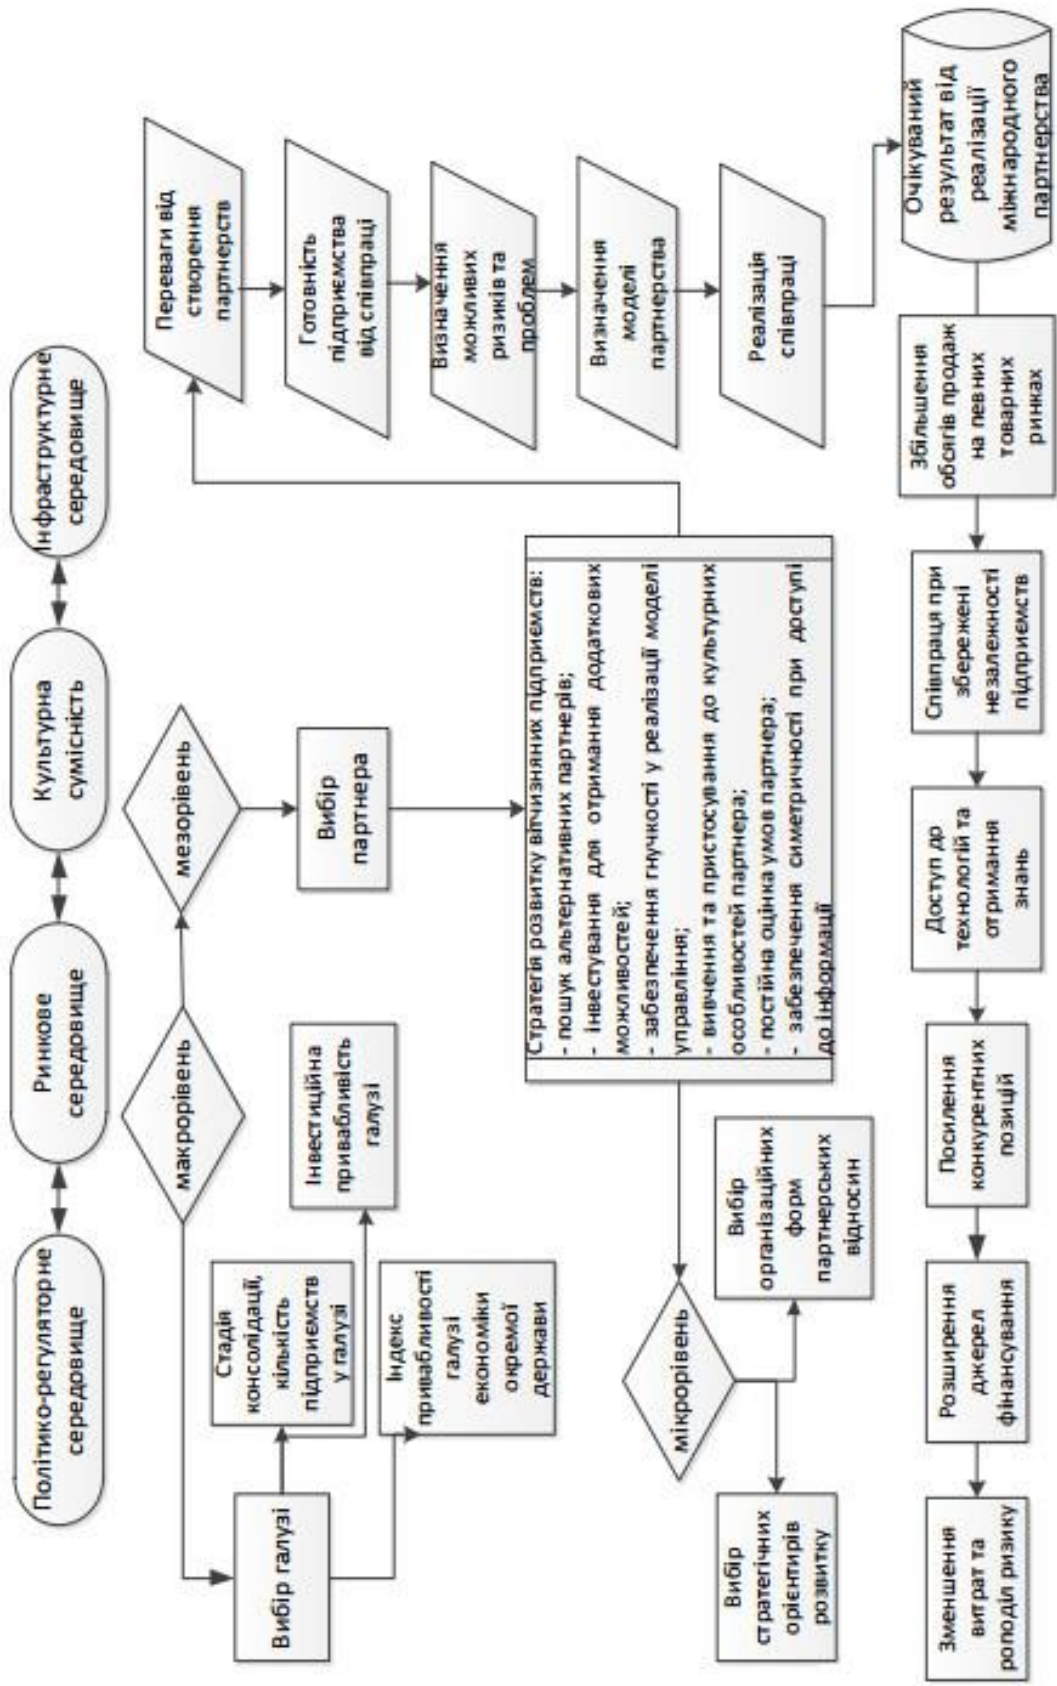 Політико-регуляторне
середовище
Ринкове
середовище
Культурна
сумісність
Інфраструктурне
середовище
макрорівень
мезорівень
Вибір галузі
Стадія
консолідації,
кількість
підприємств
у галузі
Інвестиційна
привабливість
галузі
Індекс
привабливості
галузі
економіки
окремої
держави
Вибір
партнера
Стратегія розвитку вітчизняних підприємств:
- пошук альтернативних партнерів;
- інвестування для отримання додаткових
можливостей;
- забезпечення гнучкості у реалізації моделі
управління;
- вивчення та пристосування до культурних
особливостей партнера;
- постійна оцінка умов партнера;
- забезпечення симетричності при доступі
до інформації
мікрорівень
Вибір
стратегічних
орієнтирів
розвитку
Вибір
організаційних
форм
партнерських
відносин
Переваги від
створення
партнерств
Готовність
підприємства
від співпраці
Визначення
можливих
ризиків та
проблем
Визначення
моделі
партнерства
Реалізація
співпраці
Очікуваний
результат від
реалізації
міжнародного
партнерства
Збільшення
обсягів продаж
на певних
товарних
ринках
Співпраця при
збережені
незалежності
підприємств
Доступ до
технологій та
отримання
знань
Посилення
конкурентних
позицій
Розширення
джерел
фінансування
Зменшення
витрат та
роподіл ризику